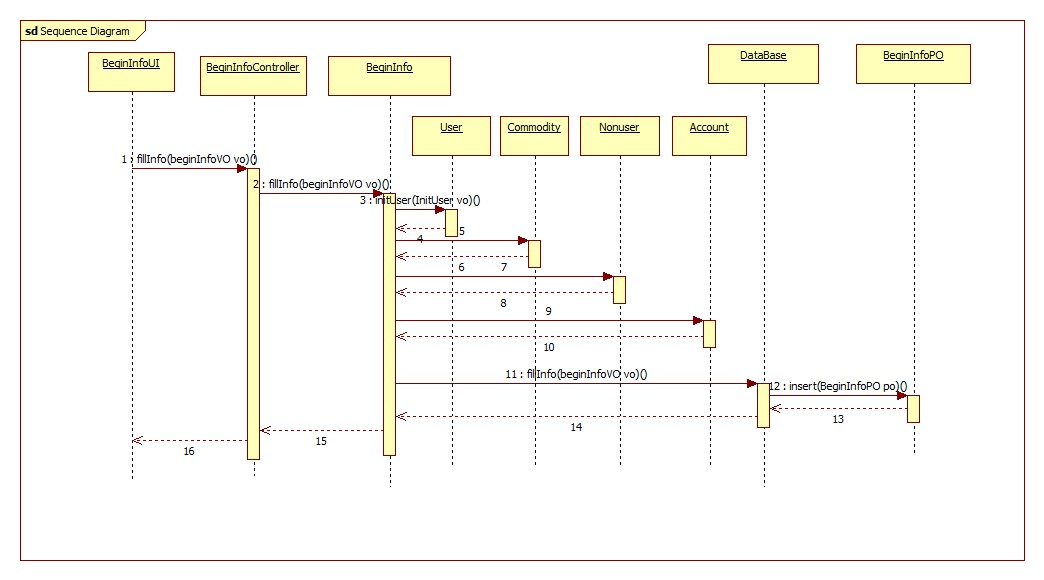 sd Sequence Diagram
BeginInfoUI
BeginInfoController
BeginInfo
DataBase
BeginInfoPO
User
Commodity
Nonuser
Account
1 : fillInfo(beginInfoVO vo)()
2 : fillInfo(beginInfoVO vo)()
3 : initUser(InitUser vo)()
4
5
6
7
8
9
10
11 : fillInfo(beginInfoVO vo)()
12 : insert(BeginInfoPO po)()
13
14
15
16